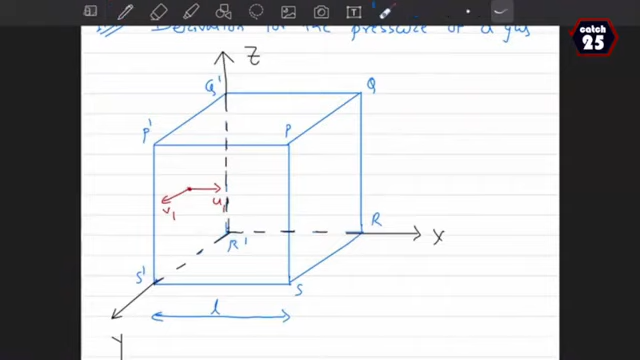 Derivation for the pressure of a gas
catch
25
Z
Q'
Q
P'
P
v₁
u₁
R'
R
X
S'
S
l
Y